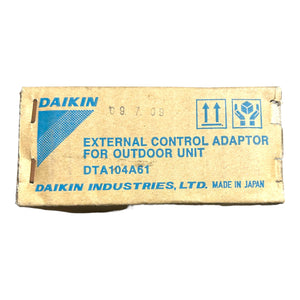 DAIKIN
09.7.09
EXTERNAL CONTROL ADAPTOR
FOR OUTDOOR UNIT
DTA104A61
DAIKIN INDUSTRIES, LTD. MADE IN JAPAN